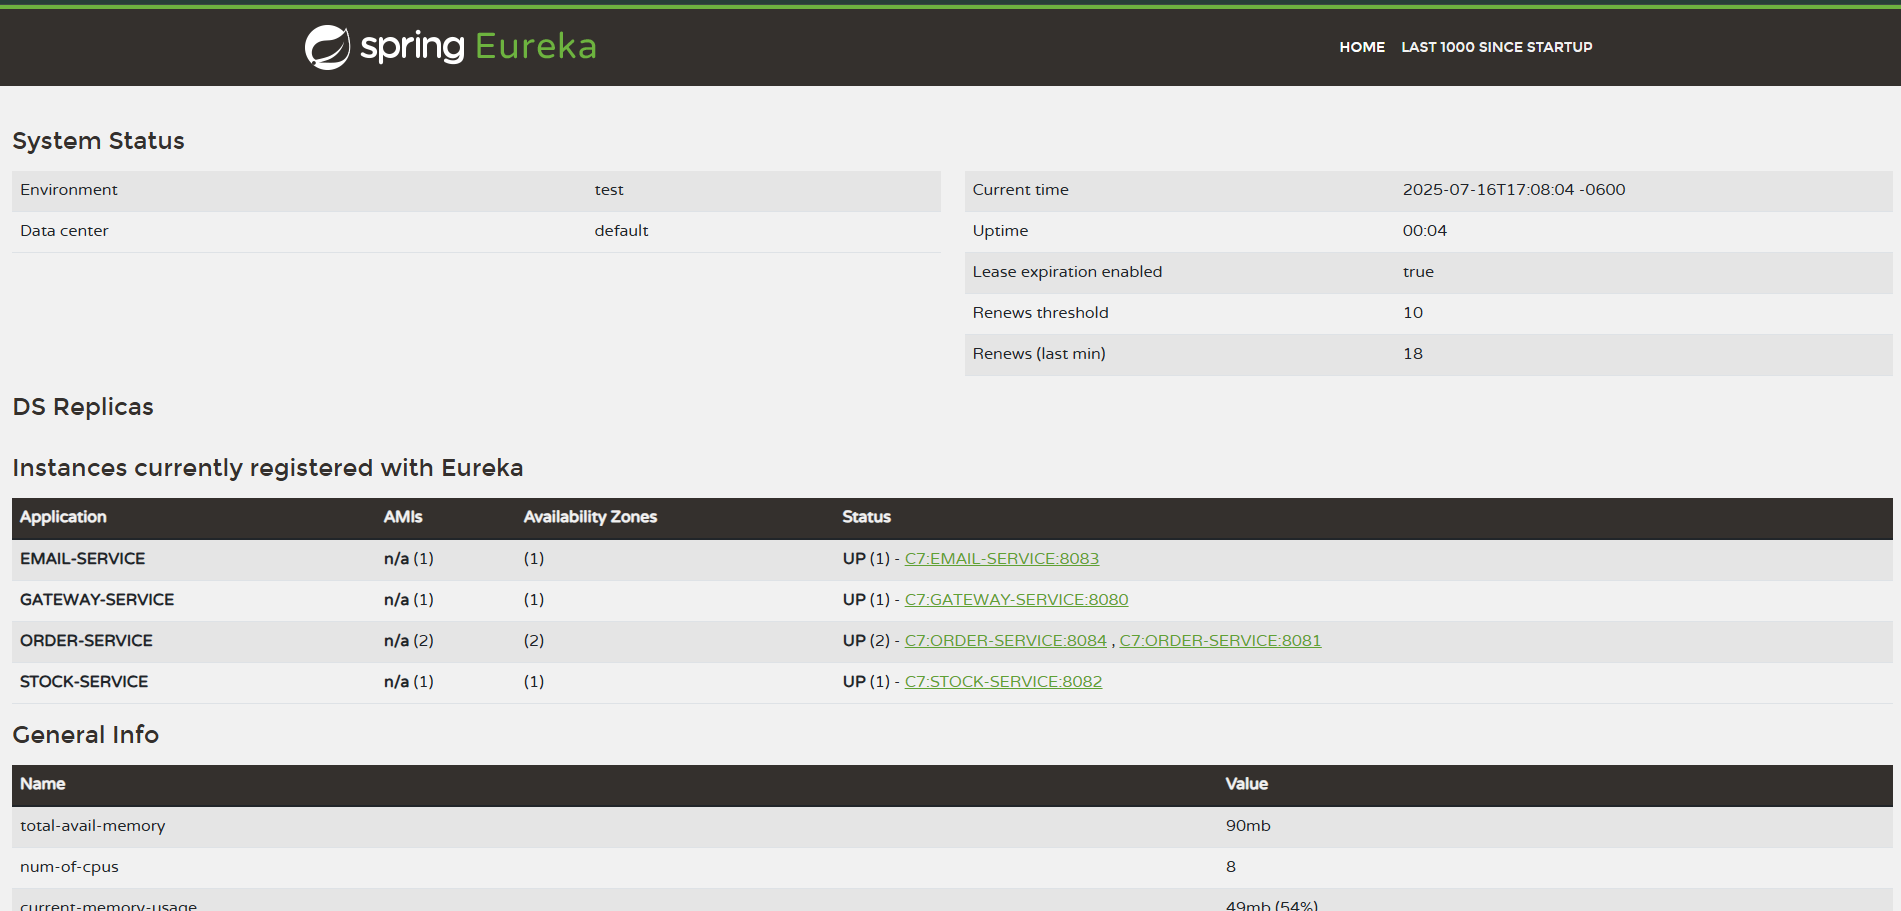 spring Eureka
HOME LAST 1000 SINCE STARTUP
System Status
Environment test
Data center default
Current time 2025-07-16T17:08:04 -0600
Uptime 00:04
Lease expiration enabled true
Renews threshold 10
Renews (last min) 18
DS Replicas
Instances currently registered with Eureka
Application AMIs Availability Zones Status
EMAIL-SERVICE n/a (1) (1) UP (1) - C7:EMAIL-SERVICE:8083
GATEWAY-SERVICE n/a (1) (1) UP (1) - C7:GATEWAY-SERVICE:8080
ORDER-SERVICE n/a (2) (2) UP (2) - C7:ORDER-SERVICE:8084 , C7:ORDER-SERVICE:8081
STOCK-SERVICE n/a (1) (1) UP (1) - C7:STOCK-SERVICE:8082
General Info
Name Value
total-avail-memory 90mb
num-of-cpus 8
current-memory-usage 49mb (54%)